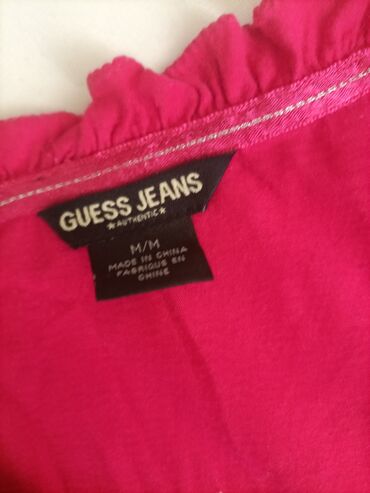 GUESS JEANS
★AUTHENTIC★
M/M
MADE IN CHINA
FABRIQUE EN
CHINE